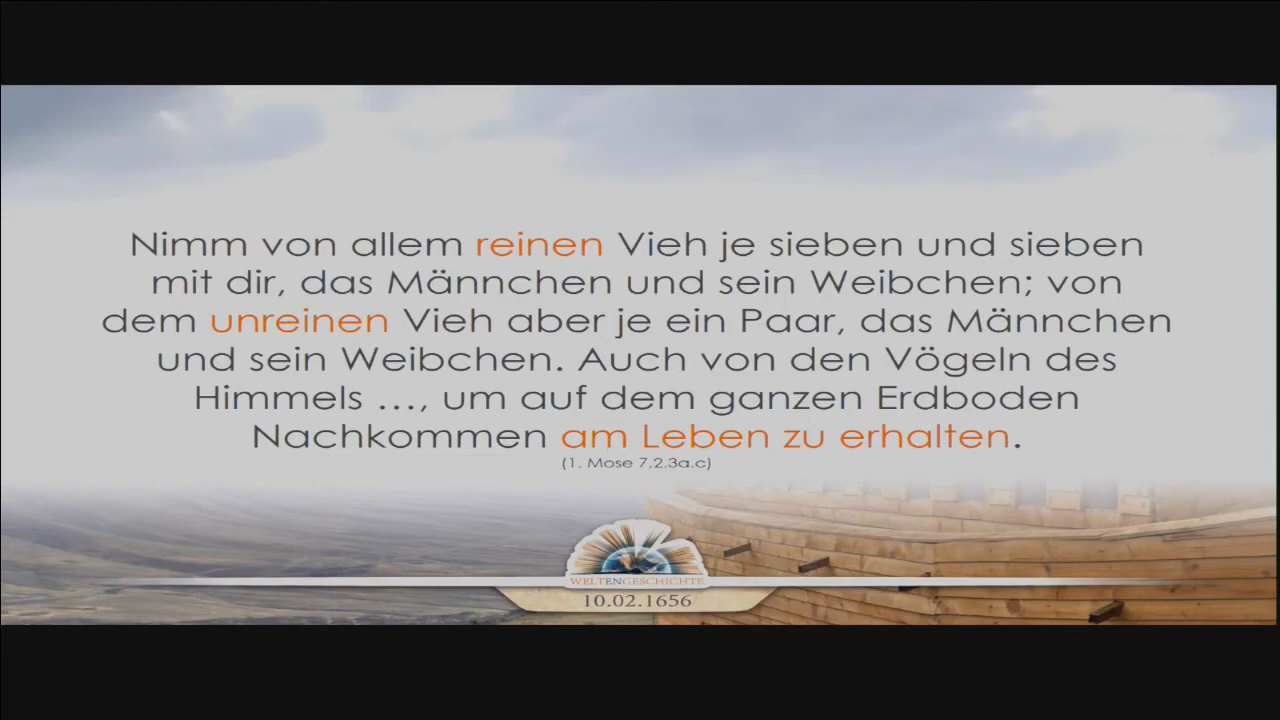 Nimm von allem reinen Vieh je sieben und sieben
mit dir, das Männchen und sein Weibchen; von
dem unreinen Vieh aber je ein Paar, das Männchen
und sein Weibchen. Auch von den Vögeln des
Himmels ..., um auf dem ganzen Erdboden
Nachkommen am Leben zu erhalten.
(1. Mose 7,2.3a.c)
WELTENGESCHICHTE
10.02.1656